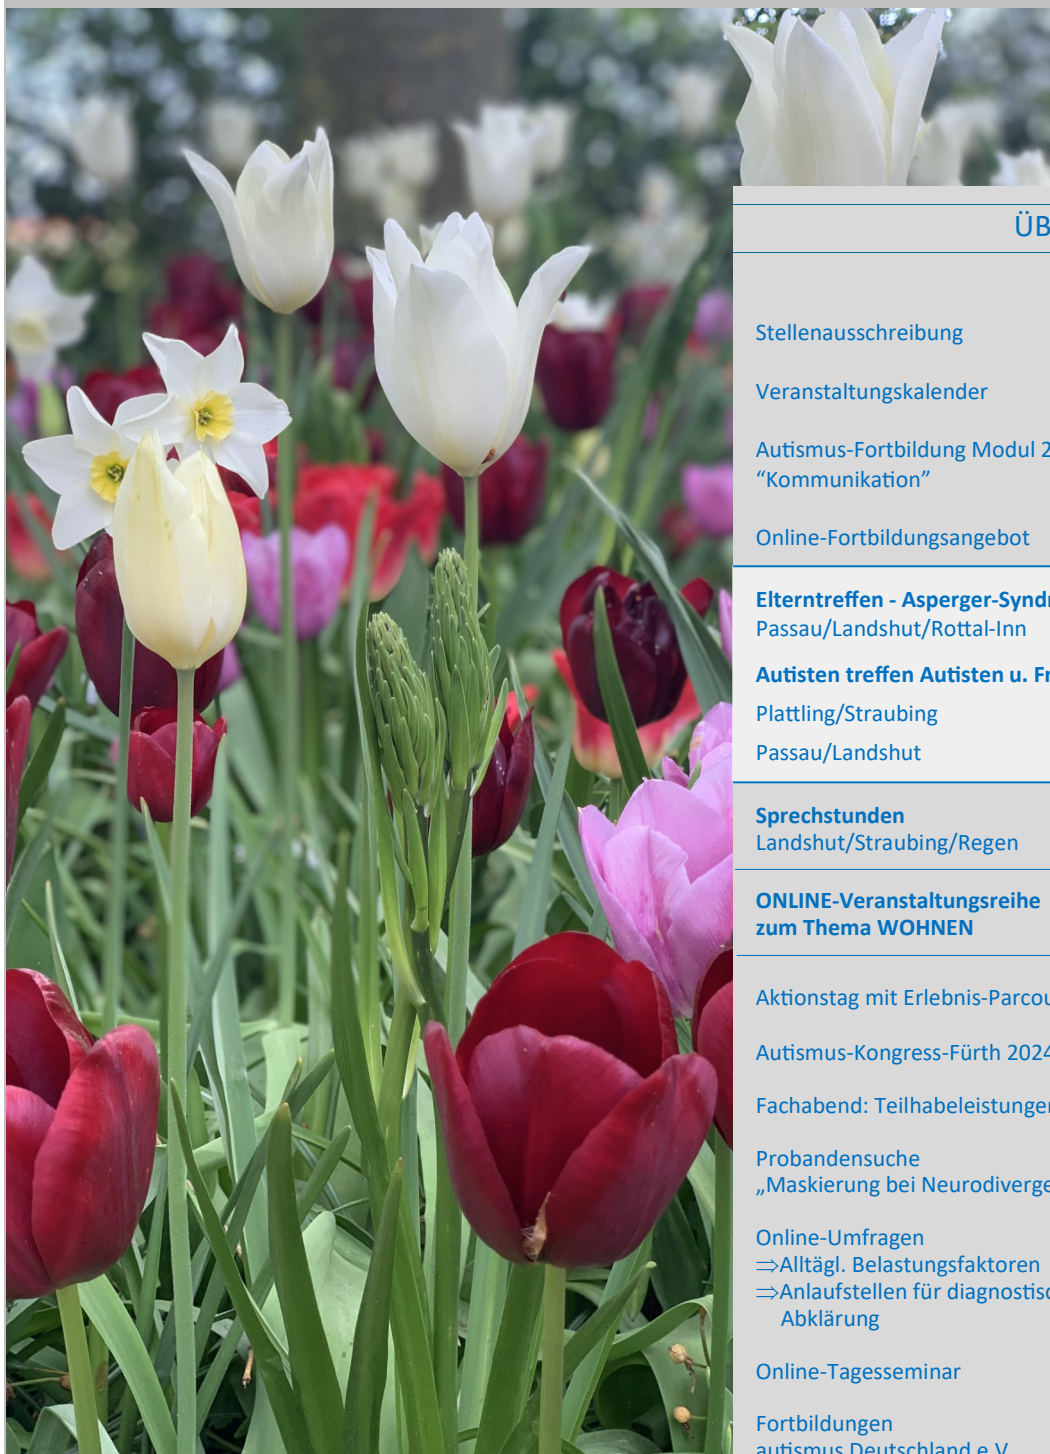 ÜB
Stellenausschreibung
Veranstaltungskalender
Autismus-Fortbildung Modul 2
“Kommunikation”
Online-Fortbildungsangebot
Elterntreffen - Asperger-Synd
Passau/Landshut/Rottal-Inn
Autisten treffen Autisten u. Fr
Plattling/Straubing
Passau/Landshut
Sprechstunden
Landshut/Straubing/Regen
ONLINE-Veranstaltungsreihe
zum Thema WOHNEN
Aktionstag mit Erlebnis-Parcou
Autismus-Kongress-Fürth 2024
Fachabend: Teilhabeleistungen
Probandensuche
„Maskierung bei Neurodiverge
Online-Umfragen
⇒Alltägl. Belastungsfaktoren
⇒Anlaufstellen für diagnostisc
Abklärung
Online-Tagesseminar
Fortbildungen
autismus Deutschland e.V.